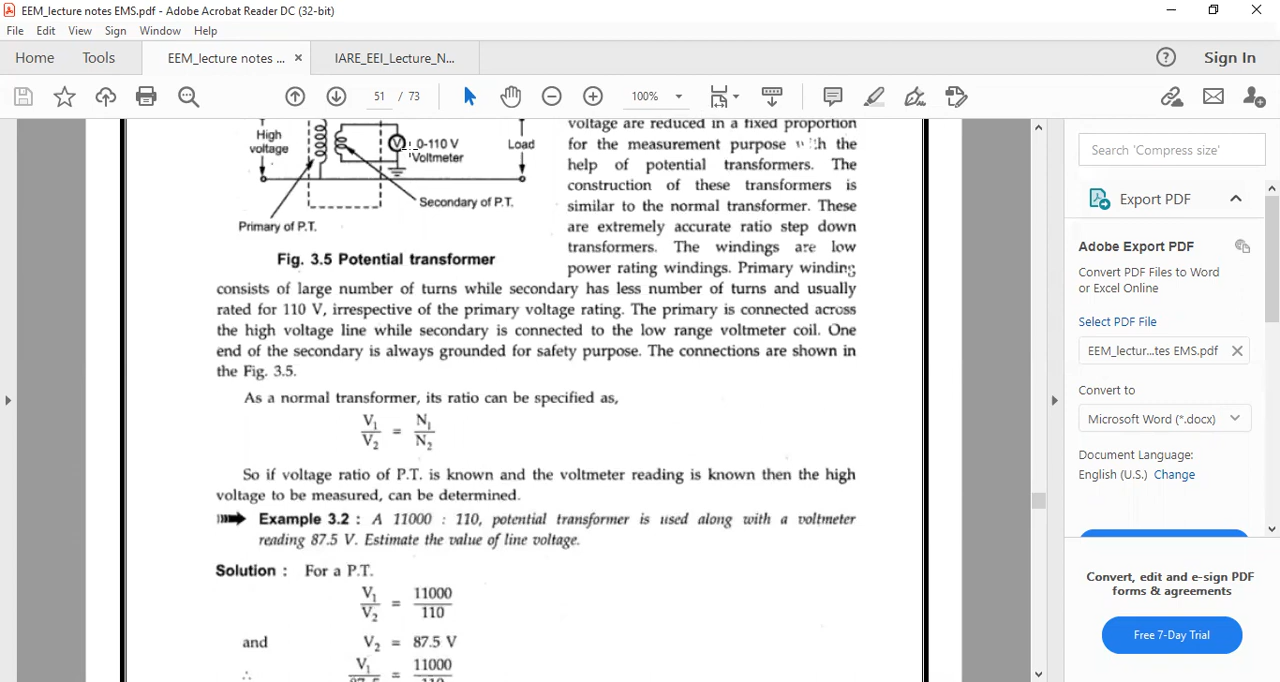 EEM_lecture notes EMS.pdf - Adobe Acrobat Reader DC (32-bit)
File Edit View Sign Window Help
Home Tools EEM_lecture notes ... × IARE_EEI_Lecture_N... Sign In
51 / 73 100%
High voltage
V 0-110 V Voltmeter
Load
Secondary of P.T.
Primary of P.T.
Fig. 3.5 Potential transformer
voltage are reduced in a fixed proportion
for the measurement purpose the
help of potential transformers. The
construction of these transformers is
similar to the normal transformer. These
are extremely accurate ratio step down
transformers. The windings are low
power rating windings. Primary winding
consists of large number of turns while secondary has less number of turns and usually
rated for 110 V, irrespective of the primary voltage rating. The primary is connected across
the high voltage line while secondary is connected to the low range voltmeter coil. One
end of the secondary is always grounded for safety purpose. The connections are shown in
the Fig. 3.5.
As a normal transformer, its ratio can be specified as,
V₁/V₂ = N₁/N₂
So if voltage ratio of P.T. is known and the voltmeter reading is known then the high
voltage to be measured, can be determined.
Example 3.2 : A 11000 : 110, potential transformer is used along with a voltmeter
reading 87.5 V. Estimate the value of line voltage.
Solution : For a P.T.
V₁/V₂ = 11000/110
and V₂ = 87.5 V
∴ V₁ = 11000
Search 'Compress size'
Export PDF
Adobe Export PDF
Convert PDF Files to Word
or Excel Online
Select PDF File
EEM_lectur...tes EMS.pdf
Convert to
Microsoft Word (*.docx)
Document Language:
English (U.S.) Change
Convert, edit and e-sign PDF
forms & agreements
Free 7-Day Trial